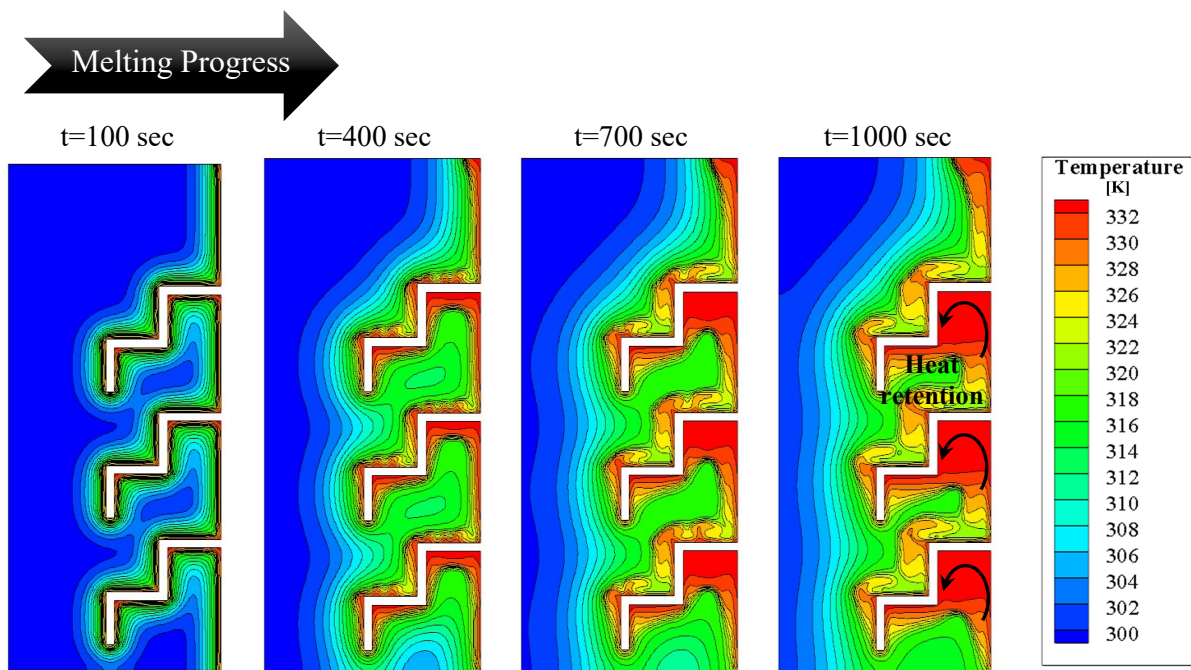 Melting Progress
t=100 sec
t=400 sec
t=700 sec
t=1000 sec
Heat
retention
Temperature
[K]
332
330
328
326
324
322
320
318
316
314
312
310
308
306
304
302
300